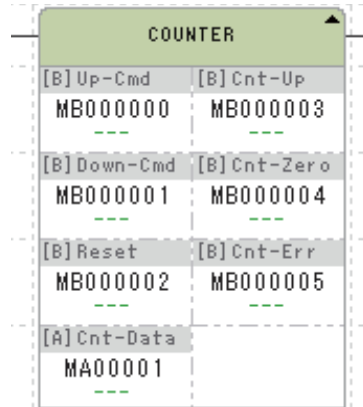 COUNTER
[B]Up-Cmd [B]Cnt-Up
MB000000 MB000003
--- ---
[B]Down-Cmd [B]Cnt-Zero
MB000001 MB000004
--- ---
[B]Reset [B]Cnt-Err
MB000002 MB000005
--- ---
[A]Cnt-Data
MA00001
---